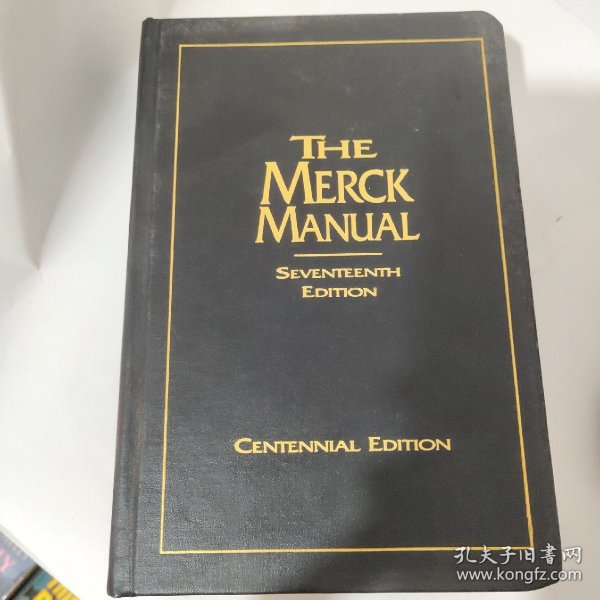 THE
MERCK
MANUAL
SEVENTEENTH
EDITION
CENTENNIAL EDITION
孔夫子旧书网
www.kongfz.com